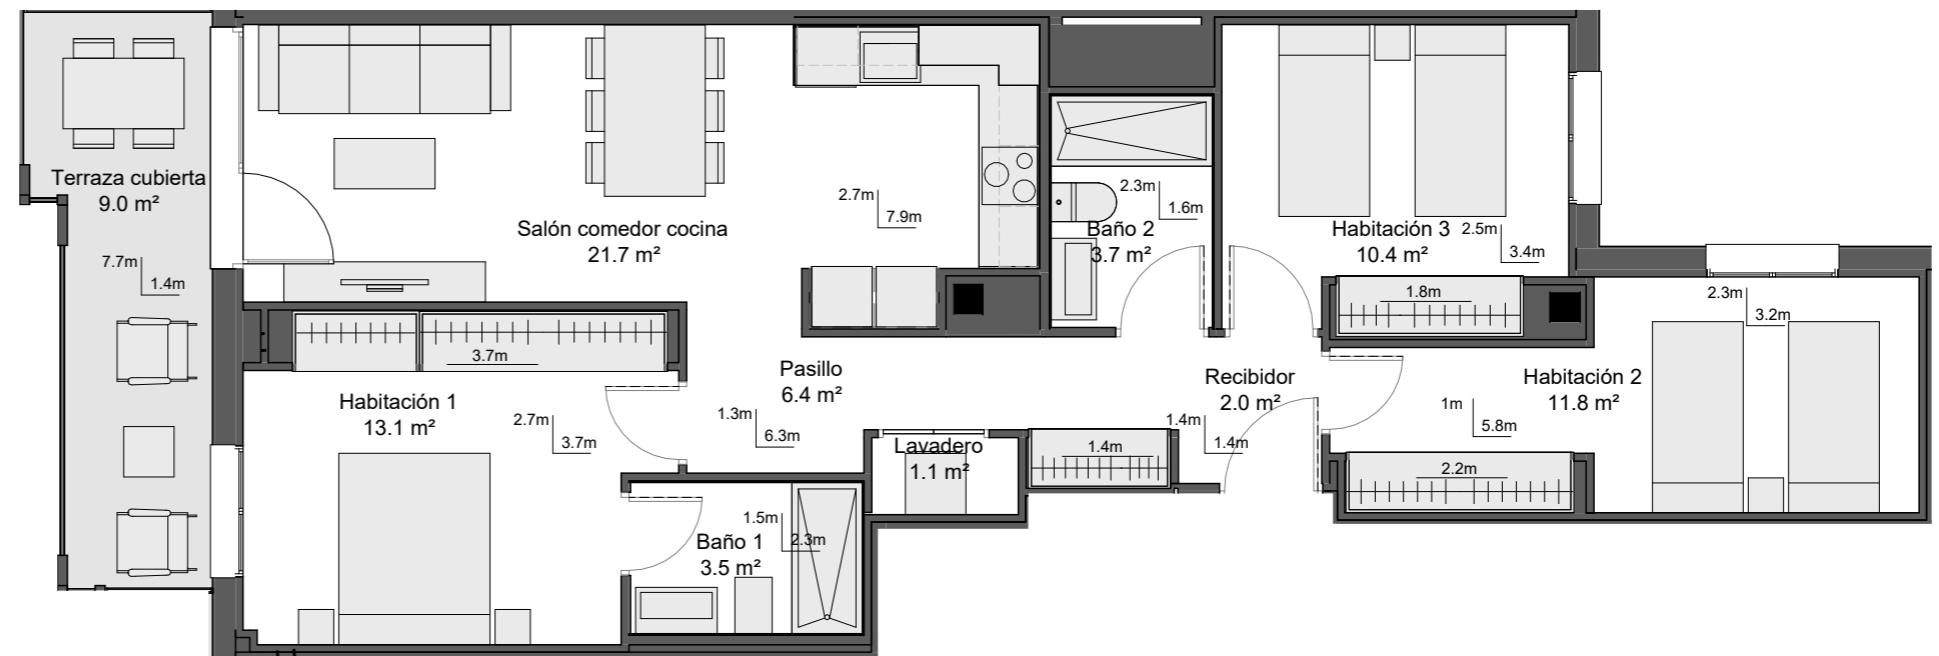 Terraza cubierta
9.0 m²
7.7m
1.4m
Salón comedor cocina
21.7 m²
2.7m
7.9m
2.3m
1.6m
Baño 2
3.7 m²
Habitación 3
10.4 m²
2.5m
3.4m
1.8m
2.3m
3.2m
3.7m
Habitación 1
13.1 m²
2.7m
3.7m
Pasillo
6.4 m²
1.3m
6.3m
Lavadero
1.1 m²
1.4m
Recibidor
2.0 m²
1.4m
1.4m
Habitación 2
11.8 m²
1m
5.8m
2.2m
Baño 1
3.5 m²
1.5m
2.3m